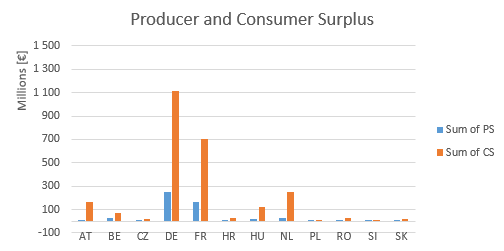 Producer and Consumer Surplus
Millions [€]
1 500
1 300
1 100
900
700
500
300
100
-100
AT BE CZ DE FR HR HU NL PL RO SI SK
Sum of PS
Sum of CS